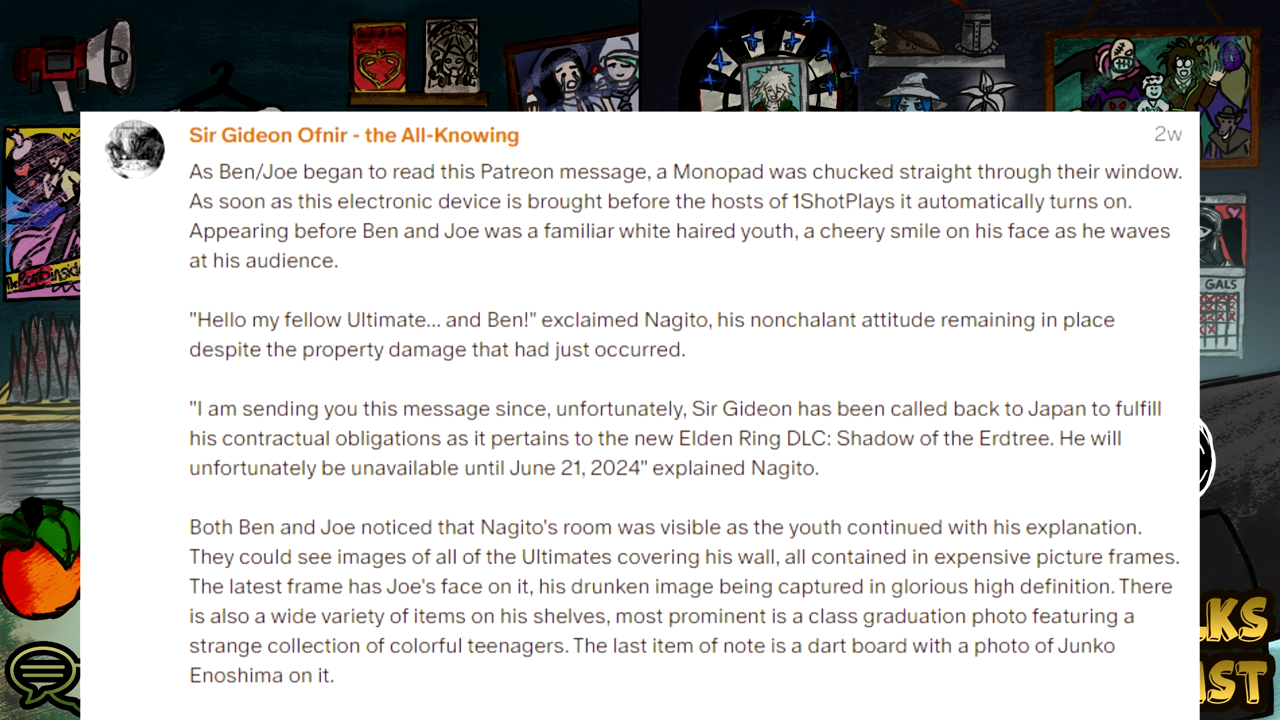 Sir Gideon Ofnir - the All-Knowing
2w
As Ben/Joe began to read this Patreon message, a Monopad was chucked straight through their window.
As soon as this electronic device is brought before the hosts of 1ShotPlays it automatically turns on.
Appearing before Ben and Joe was a familiar white haired youth, a cheery smile on his face as he waves
at his audience.
"Hello my fellow Ultimate... and Ben!" exclaimed Nagito, his nonchalant attitude remaining in place
despite the property damage that had just occurred.
"I am sending you this message since, unfortunately, Sir Gideon has been called back to Japan to fulfill
his contractual obligations as it pertains to the new Elden Ring DLC: Shadow of the Erdtree. He will
unfortunately be unavailable until June 21, 2024" explained Nagito.
Both Ben and Joe noticed that Nagito's room was visible as the youth continued with his explanation.
They could see images of all of the Ultimates covering his wall, all contained in expensive picture frames.
The latest frame has Joe's face on it, his drunken image being captured in glorious high definition. There
is also a wide variety of items on his shelves, most prominent is a class graduation photo featuring a
strange collection of colorful teenagers. The last item of note is a dart board with a photo of Junko
Enoshima on it.
GALS
LKS